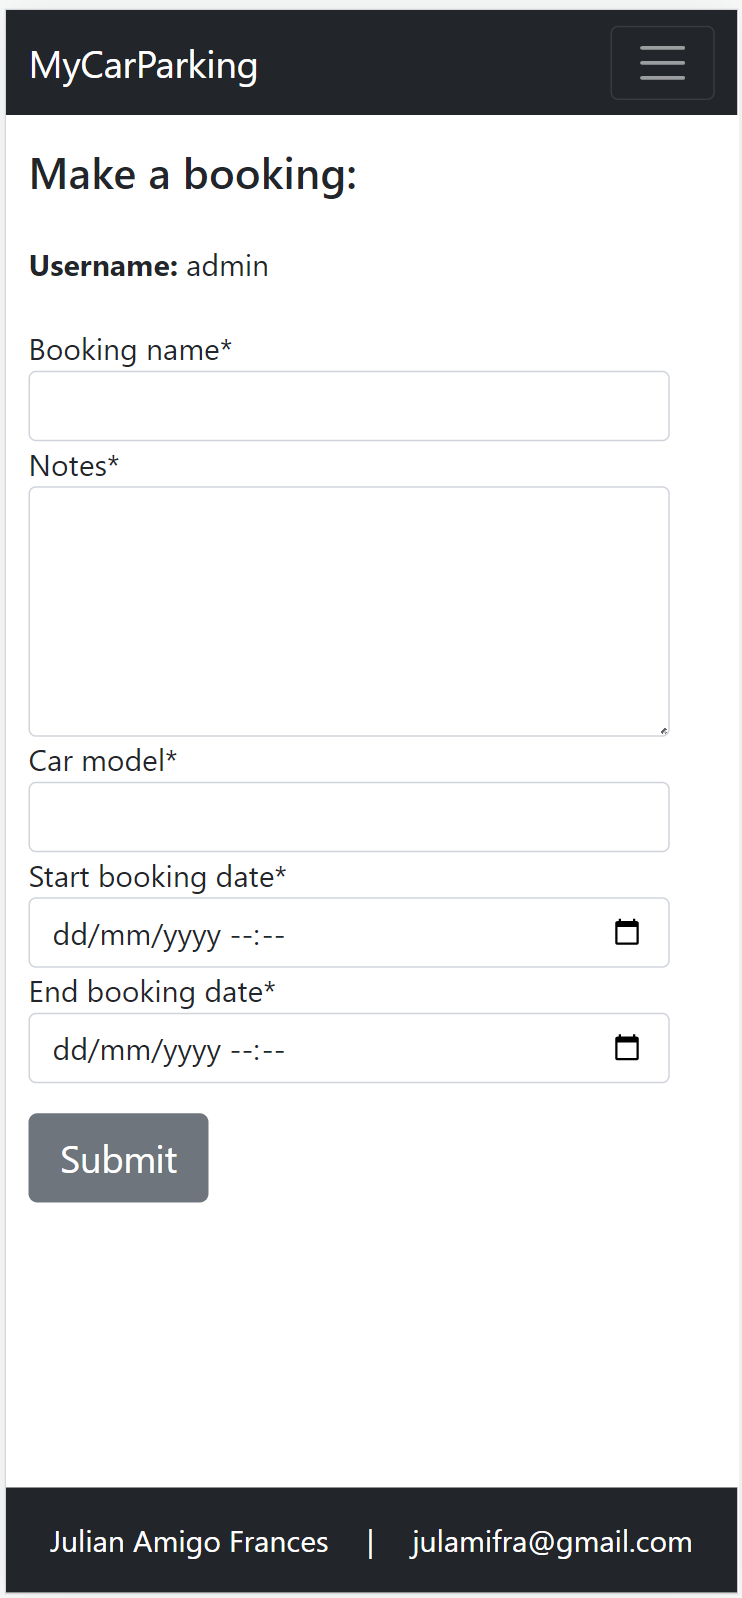 MyCarParking
Make a booking:
Username: admin
Booking name*
Notes*
Car model*
Start booking date*
dd/mm/yyyy --:--
End booking date*
dd/mm/yyyy --:--
Submit
Julian Amigo Frances | julamifra@gmail.com